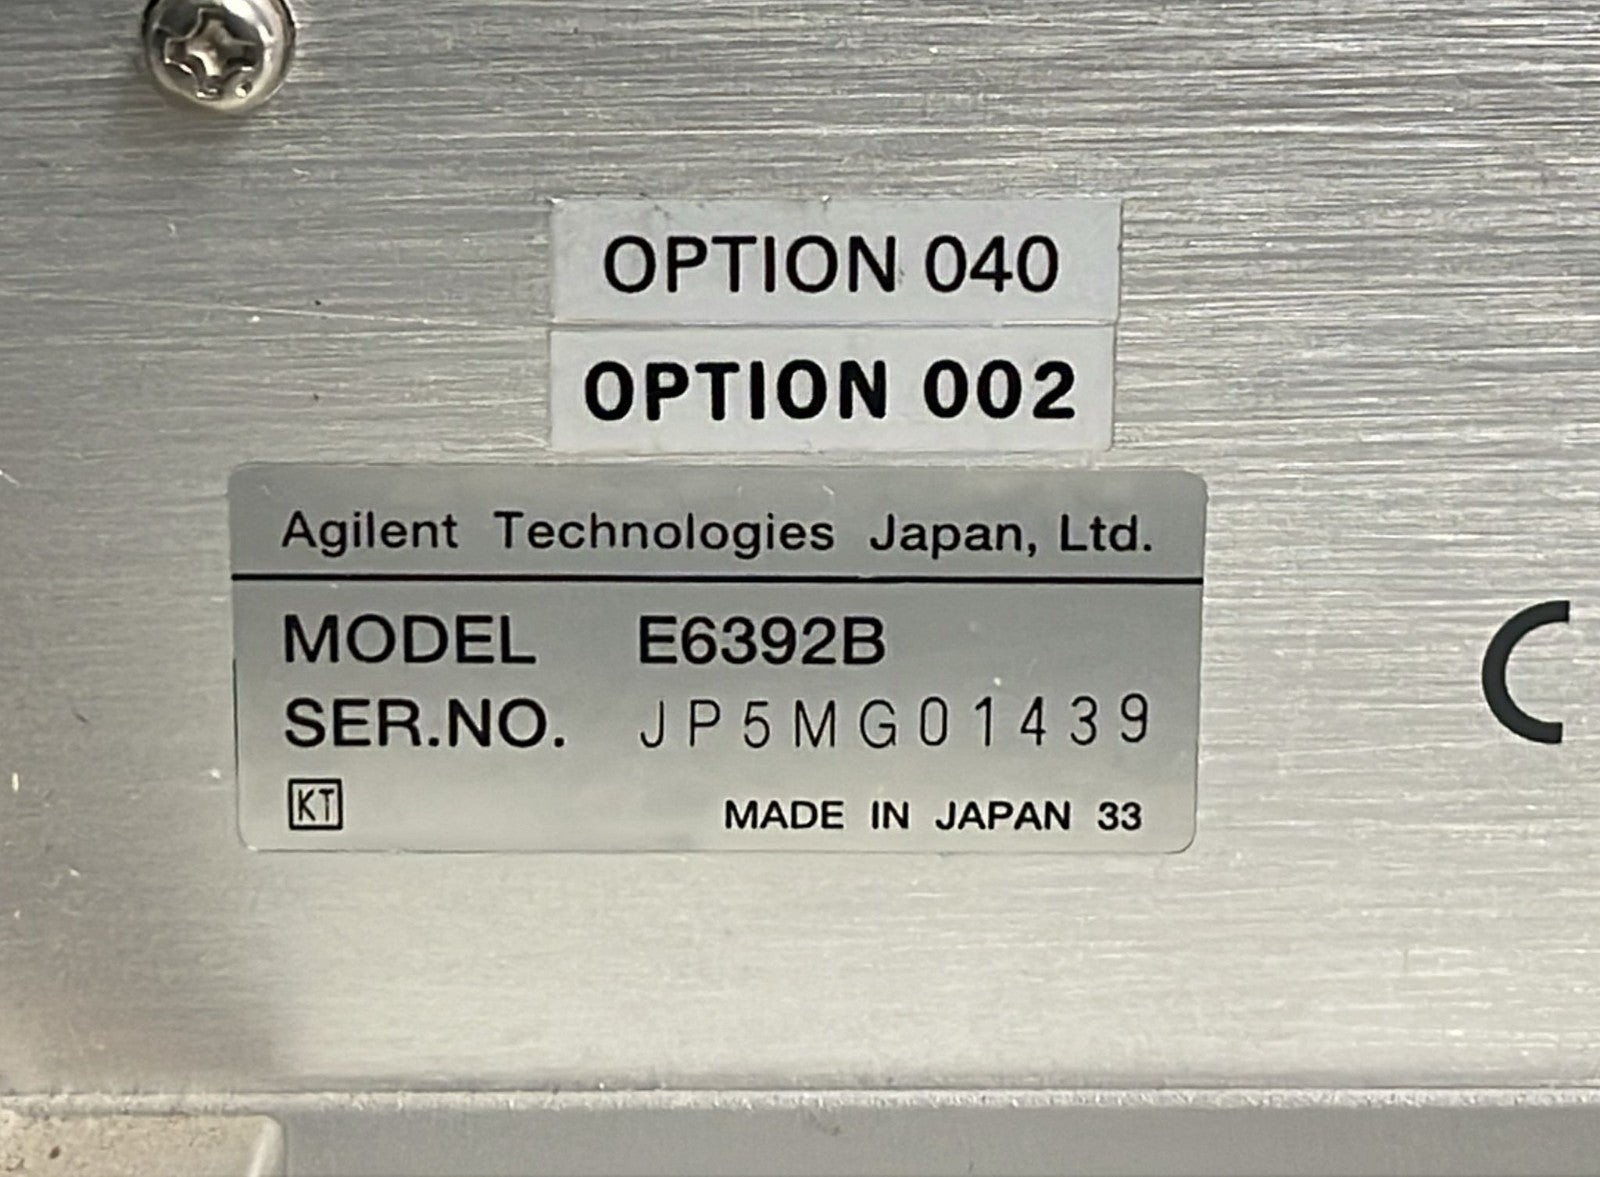 OPTION 040
OPTION 002
Agilent Technologies Japan, Ltd.
MODEL E6392B
SER.NO. JP5MG01439
KT
MADE IN JAPAN 33